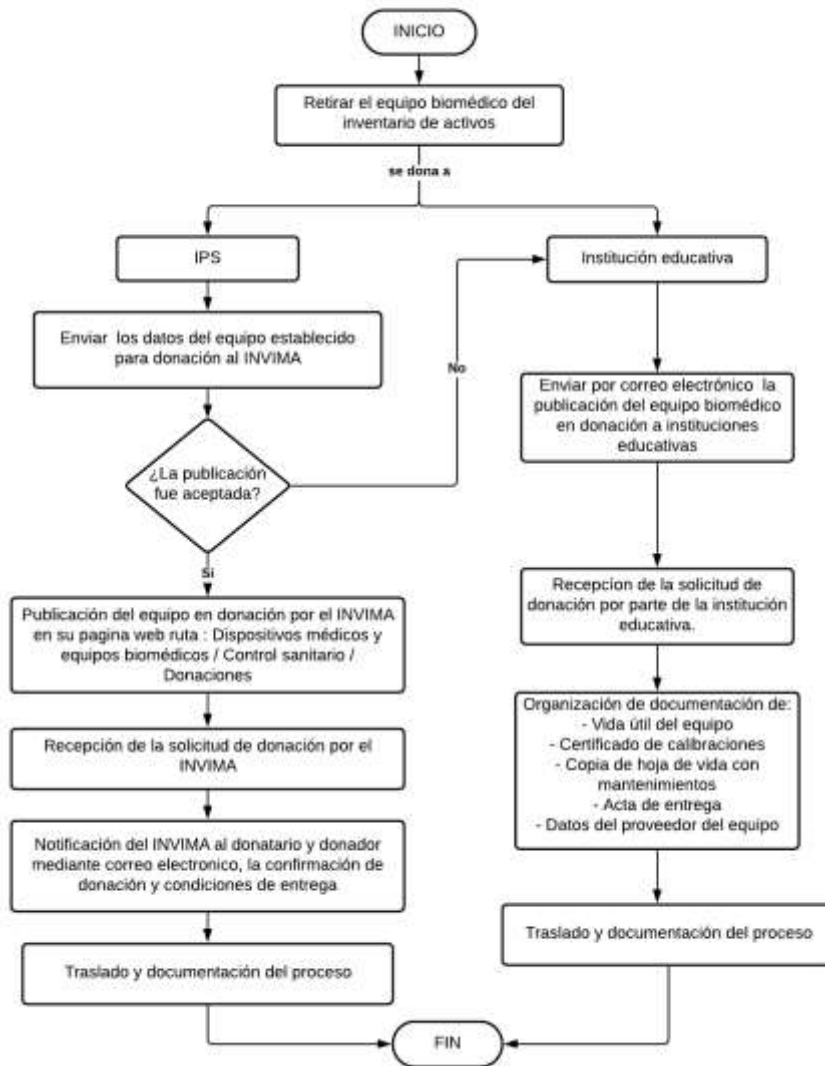 INICIO
Retirar el equipo biomédico del
inventario de activos
se dona a
IPS
Institución educativa
Enviar los datos del equipo establecido
para donación al INVIMA
No
Enviar por correo electrónico la
publicación del equipo biomédico
en donación a instituciones
educativas
¿La publicación
fue aceptada?
Si
Publicación del equipo en donación por el INVIMA
en su pagina web ruta : Dispositivos médicos y
equipos biomédicos / Control sanitario /
Donaciones
Recepcion de la solicitud de
donación por parte de la institución
educativa.
Recepción de la solicitud de donación por el
INVIMA
Organización de documentación de:
- Vida útil del equipo
- Certificado de calibraciones
- Copia de hoja de vida con
mantenimientos
- Acta de entrega
- Datos del proveedor del equipo
Notificación del INVIMA al donatario y donador
mediante correo electronico, la confirmación de
donación y condiciones de entrega
Traslado y documentación del proceso
Traslado y documentación del proceso
FIN